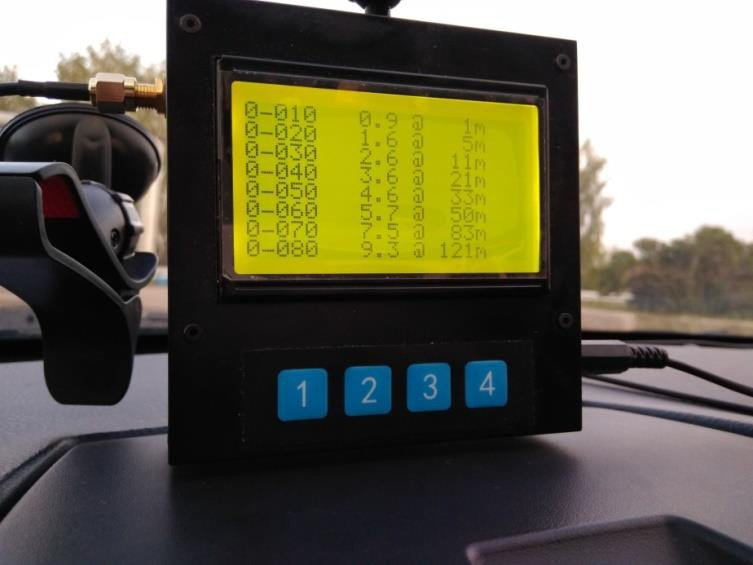 0-010 0.9 @ 1m
0-020 1.6 @ 5m
0-030 2.6 @ 11m
0-040 3.6 @ 21m
0-050 4.6 @ 33m
0-060 5.7 @ 50m
0-070 7.5 @ 83m
0-080 9.3 @ 121m
1 2 3 4